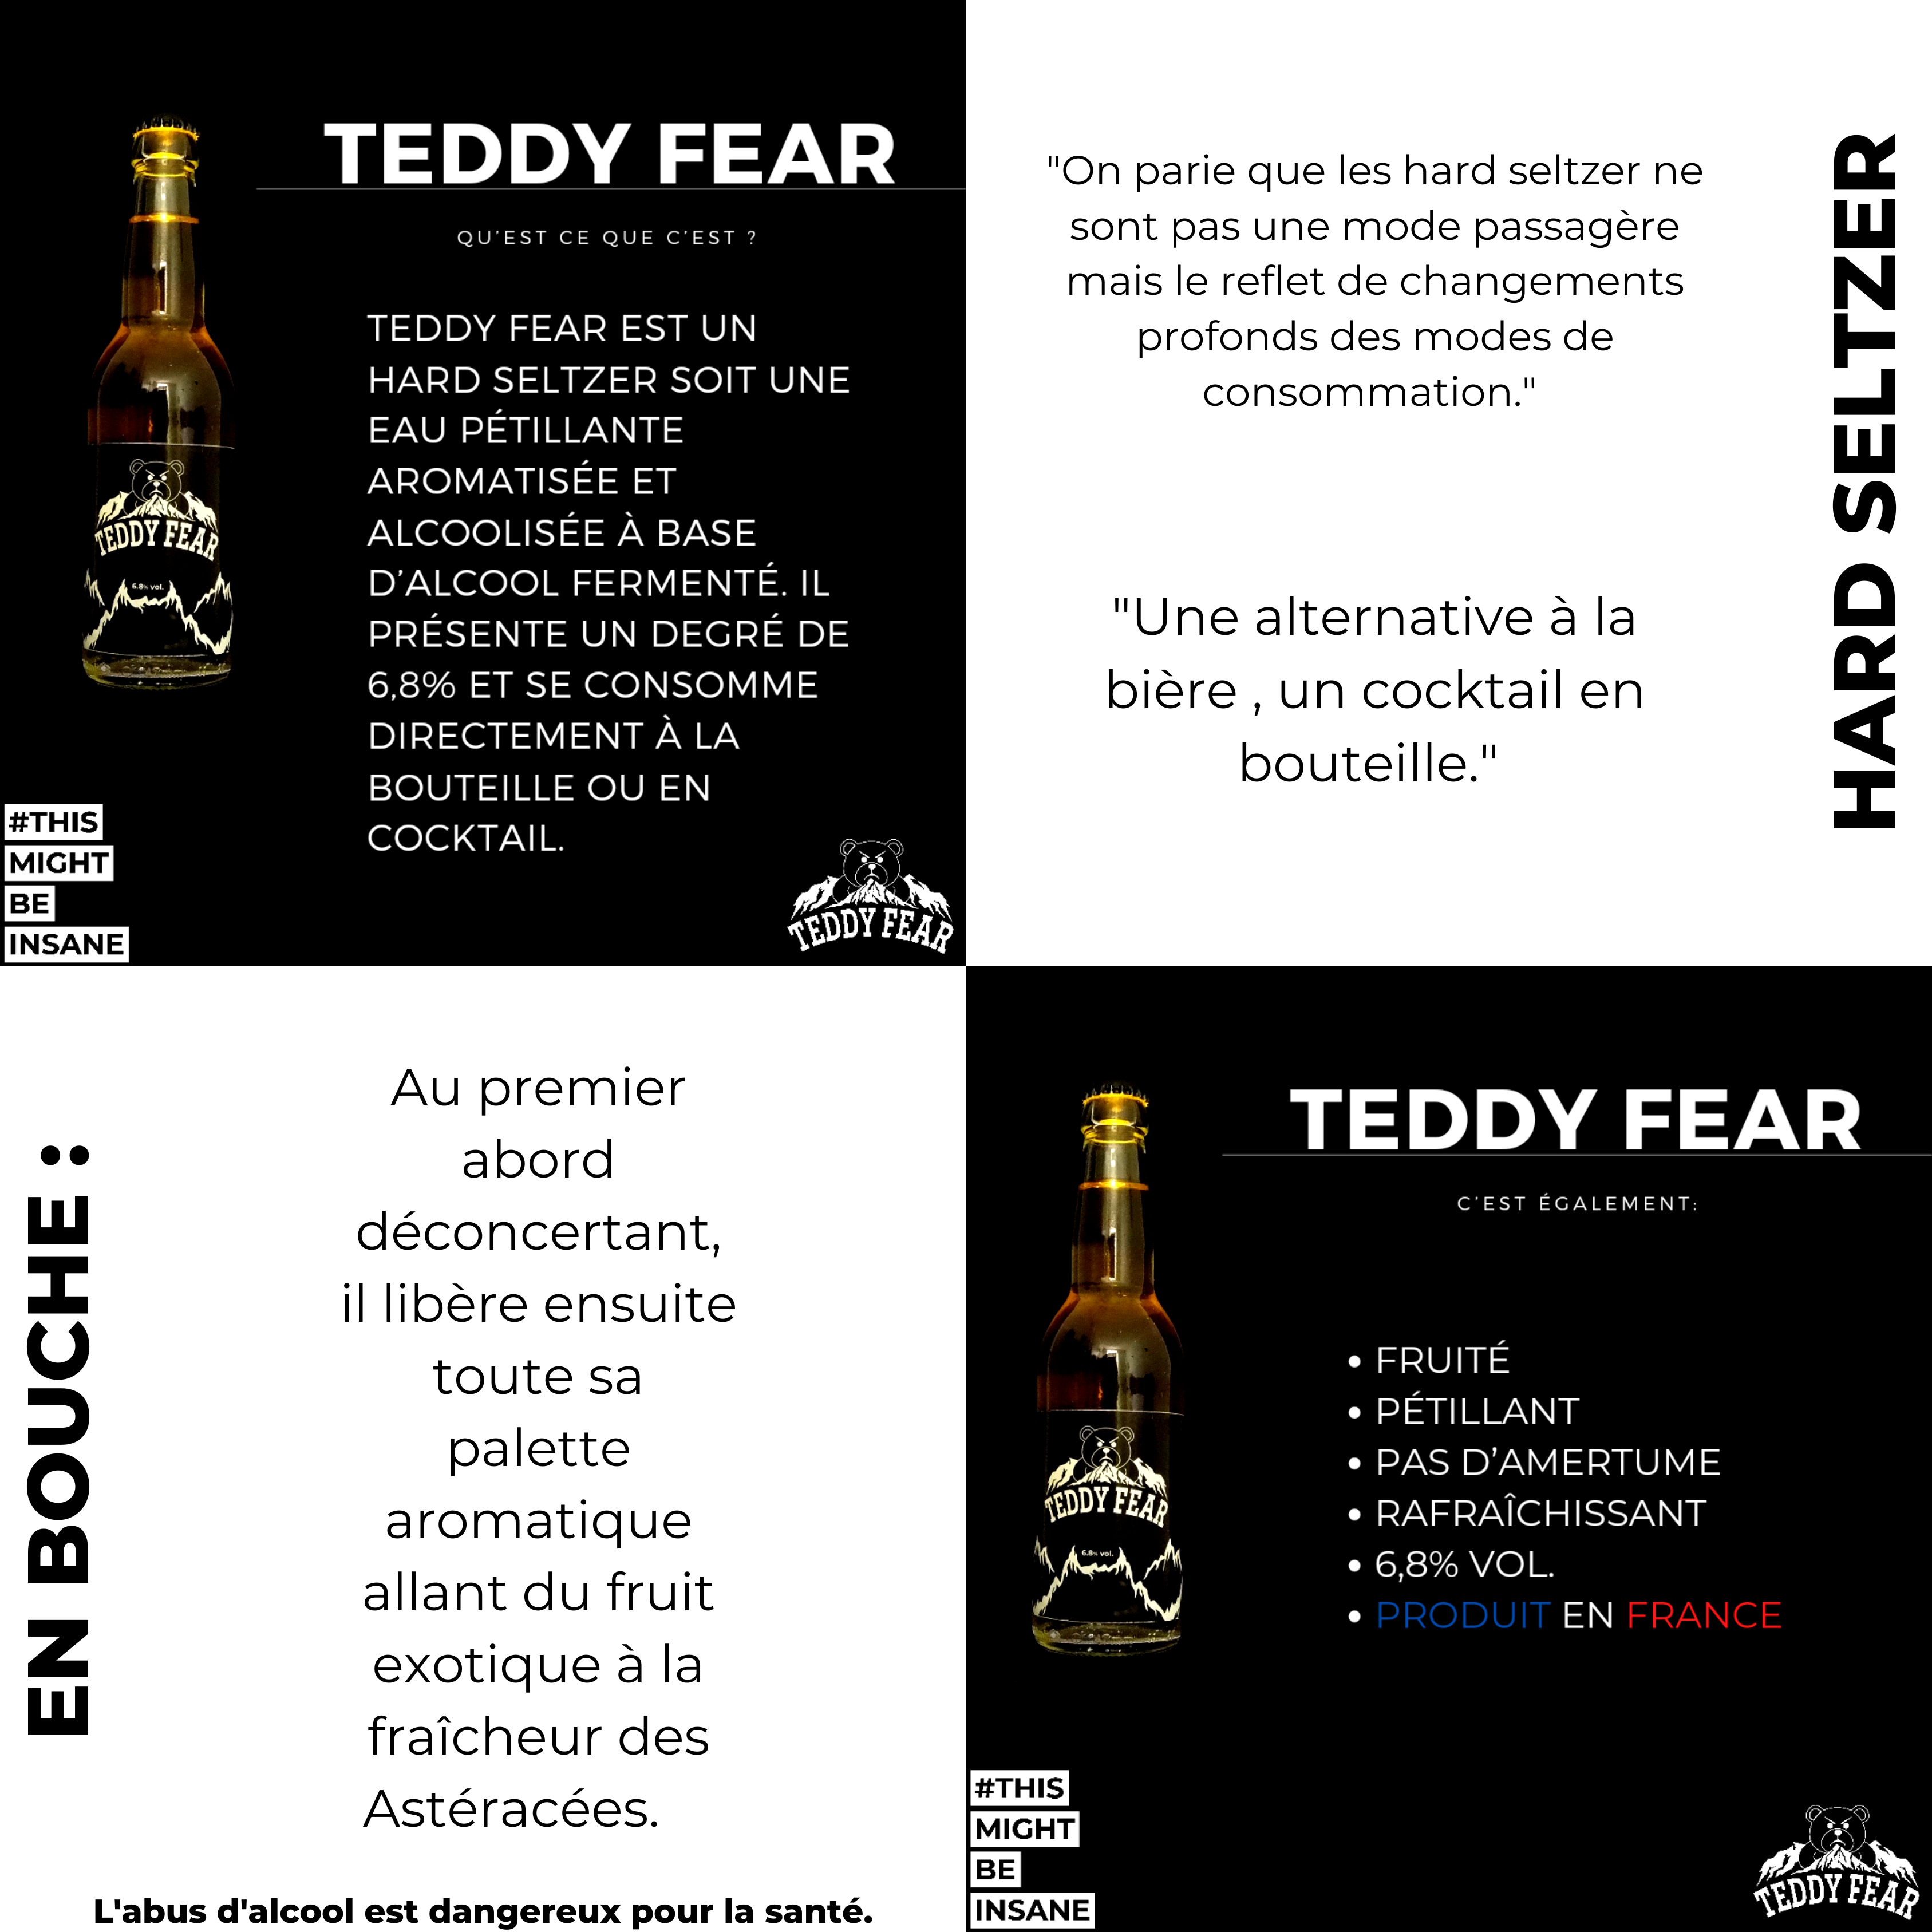 TEDDY FEAR
QU'EST CE QUE C'EST ?
TEDDY FEAR EST UN
HARD SELTZER SOIT UNE
EAU PÉTILLANTE
AROMATISÉE ET
ALCOOLISÉE À BASE
D'ALCOOL FERMENTÉ. IL
PRÉSENTE UN DEGRÉ DE
6,8% ET SE CONSOMME
DIRECTEMENT À LA
BOUTEILLE OU EN
COCKTAIL.
TEDDY FEAR
6.8% vol.
#THIS
MIGHT
BE
INSANE
TEDDY FEAR
"On parie que les hard seltzer ne
sont pas une mode passagère
mais le reflet de changements
profonds des modes de
consommation."
"Une alternative à la
bière , un cocktail en
bouteille."
HARD SELTZER
EN BOUCHE :
Au premier
abord
déconcertant,
il libère ensuite
toute sa
palette
aromatique
allant du fruit
exotique à la
fraîcheur des
Astéracées.
L'abus d'alcool est dangereux pour la santé.
TEDDY FEAR
C'EST ÉGALEMENT:
• FRUITÉ
• PÉTILLANT
• PAS D'AMERTUME
• RAFRAÎCHISSANT
• 6,8% VOL.
• PRODUIT EN FRANCE
TEDDY FEAR
6.8% vol.
#THIS
MIGHT
BE
INSANE
TEDDY FEAR